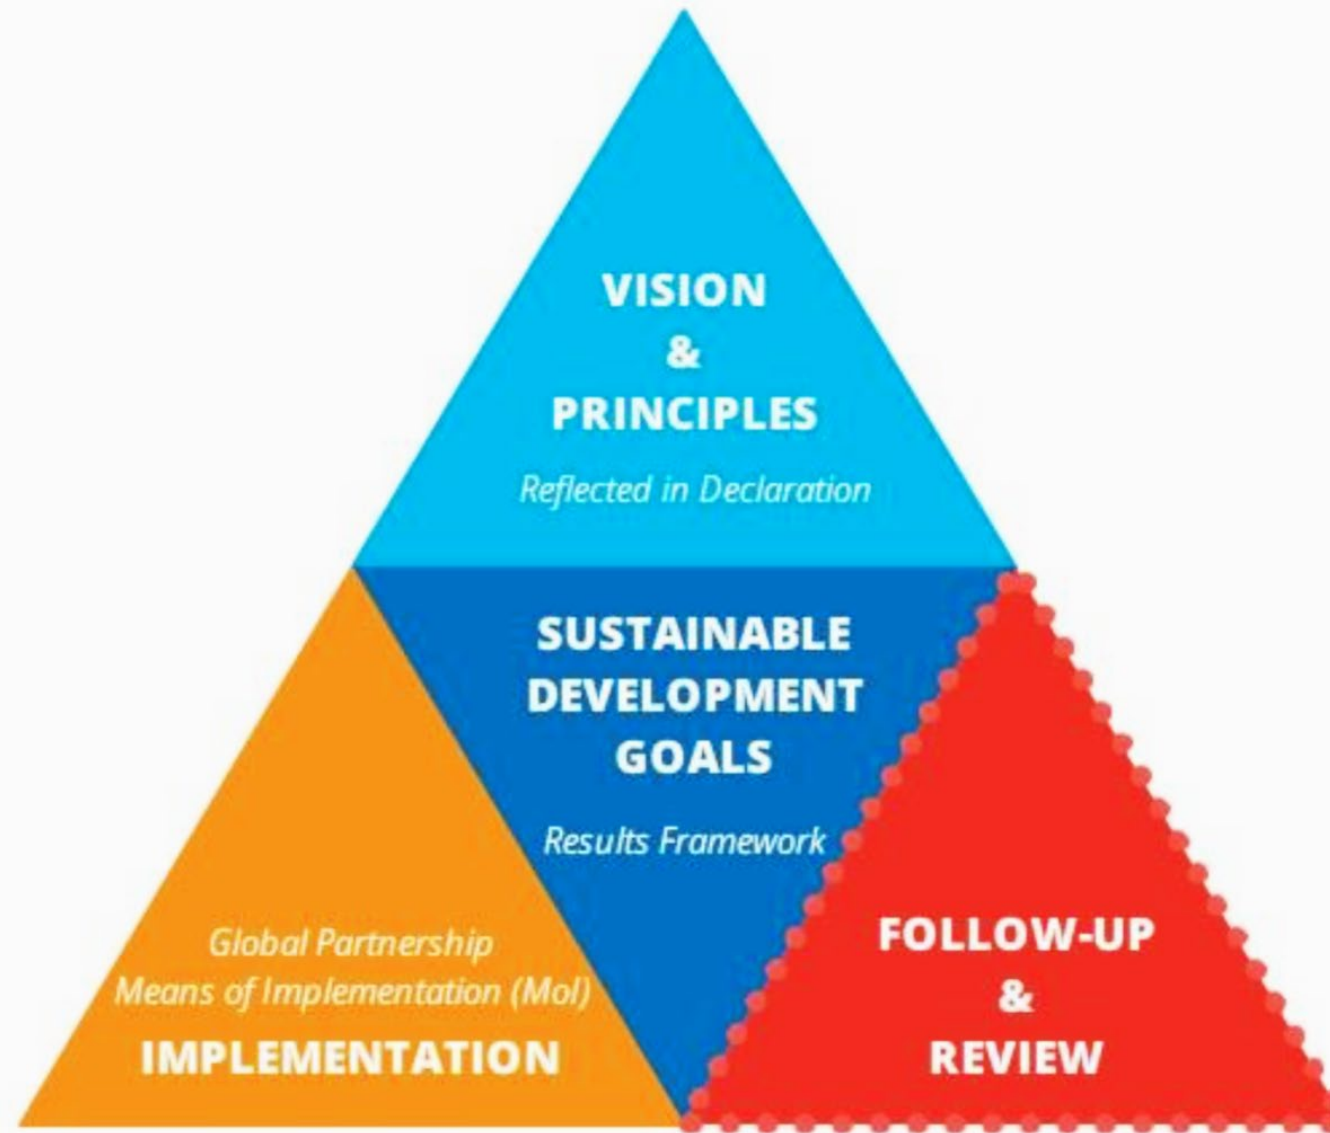 VISION
&
PRINCIPLES
Reflected in Declaration
SUSTAINABLE
DEVELOPMENT
GOALS
Results Framework
Global Partnership
Means of Implementation (MoI)
IMPLEMENTATION
FOLLOW-UP
&
REVIEW